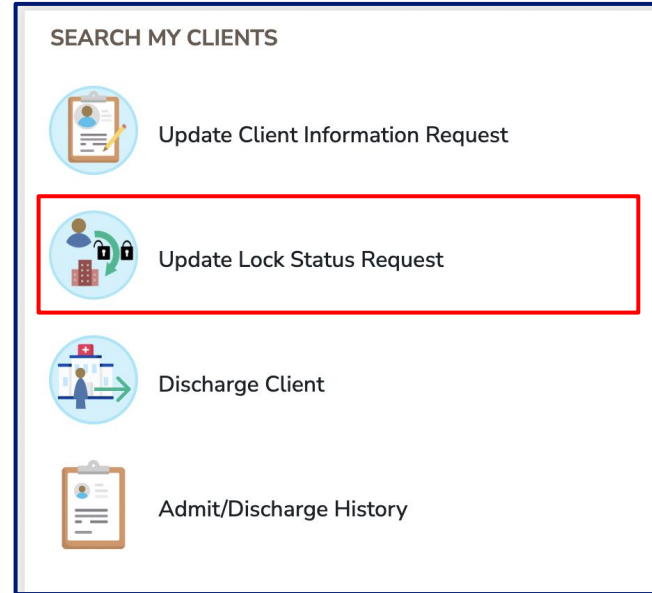 SEARCH MY CLIENTS
Update Client Information Request
Update Lock Status Request
Discharge Client
Admit/Discharge History